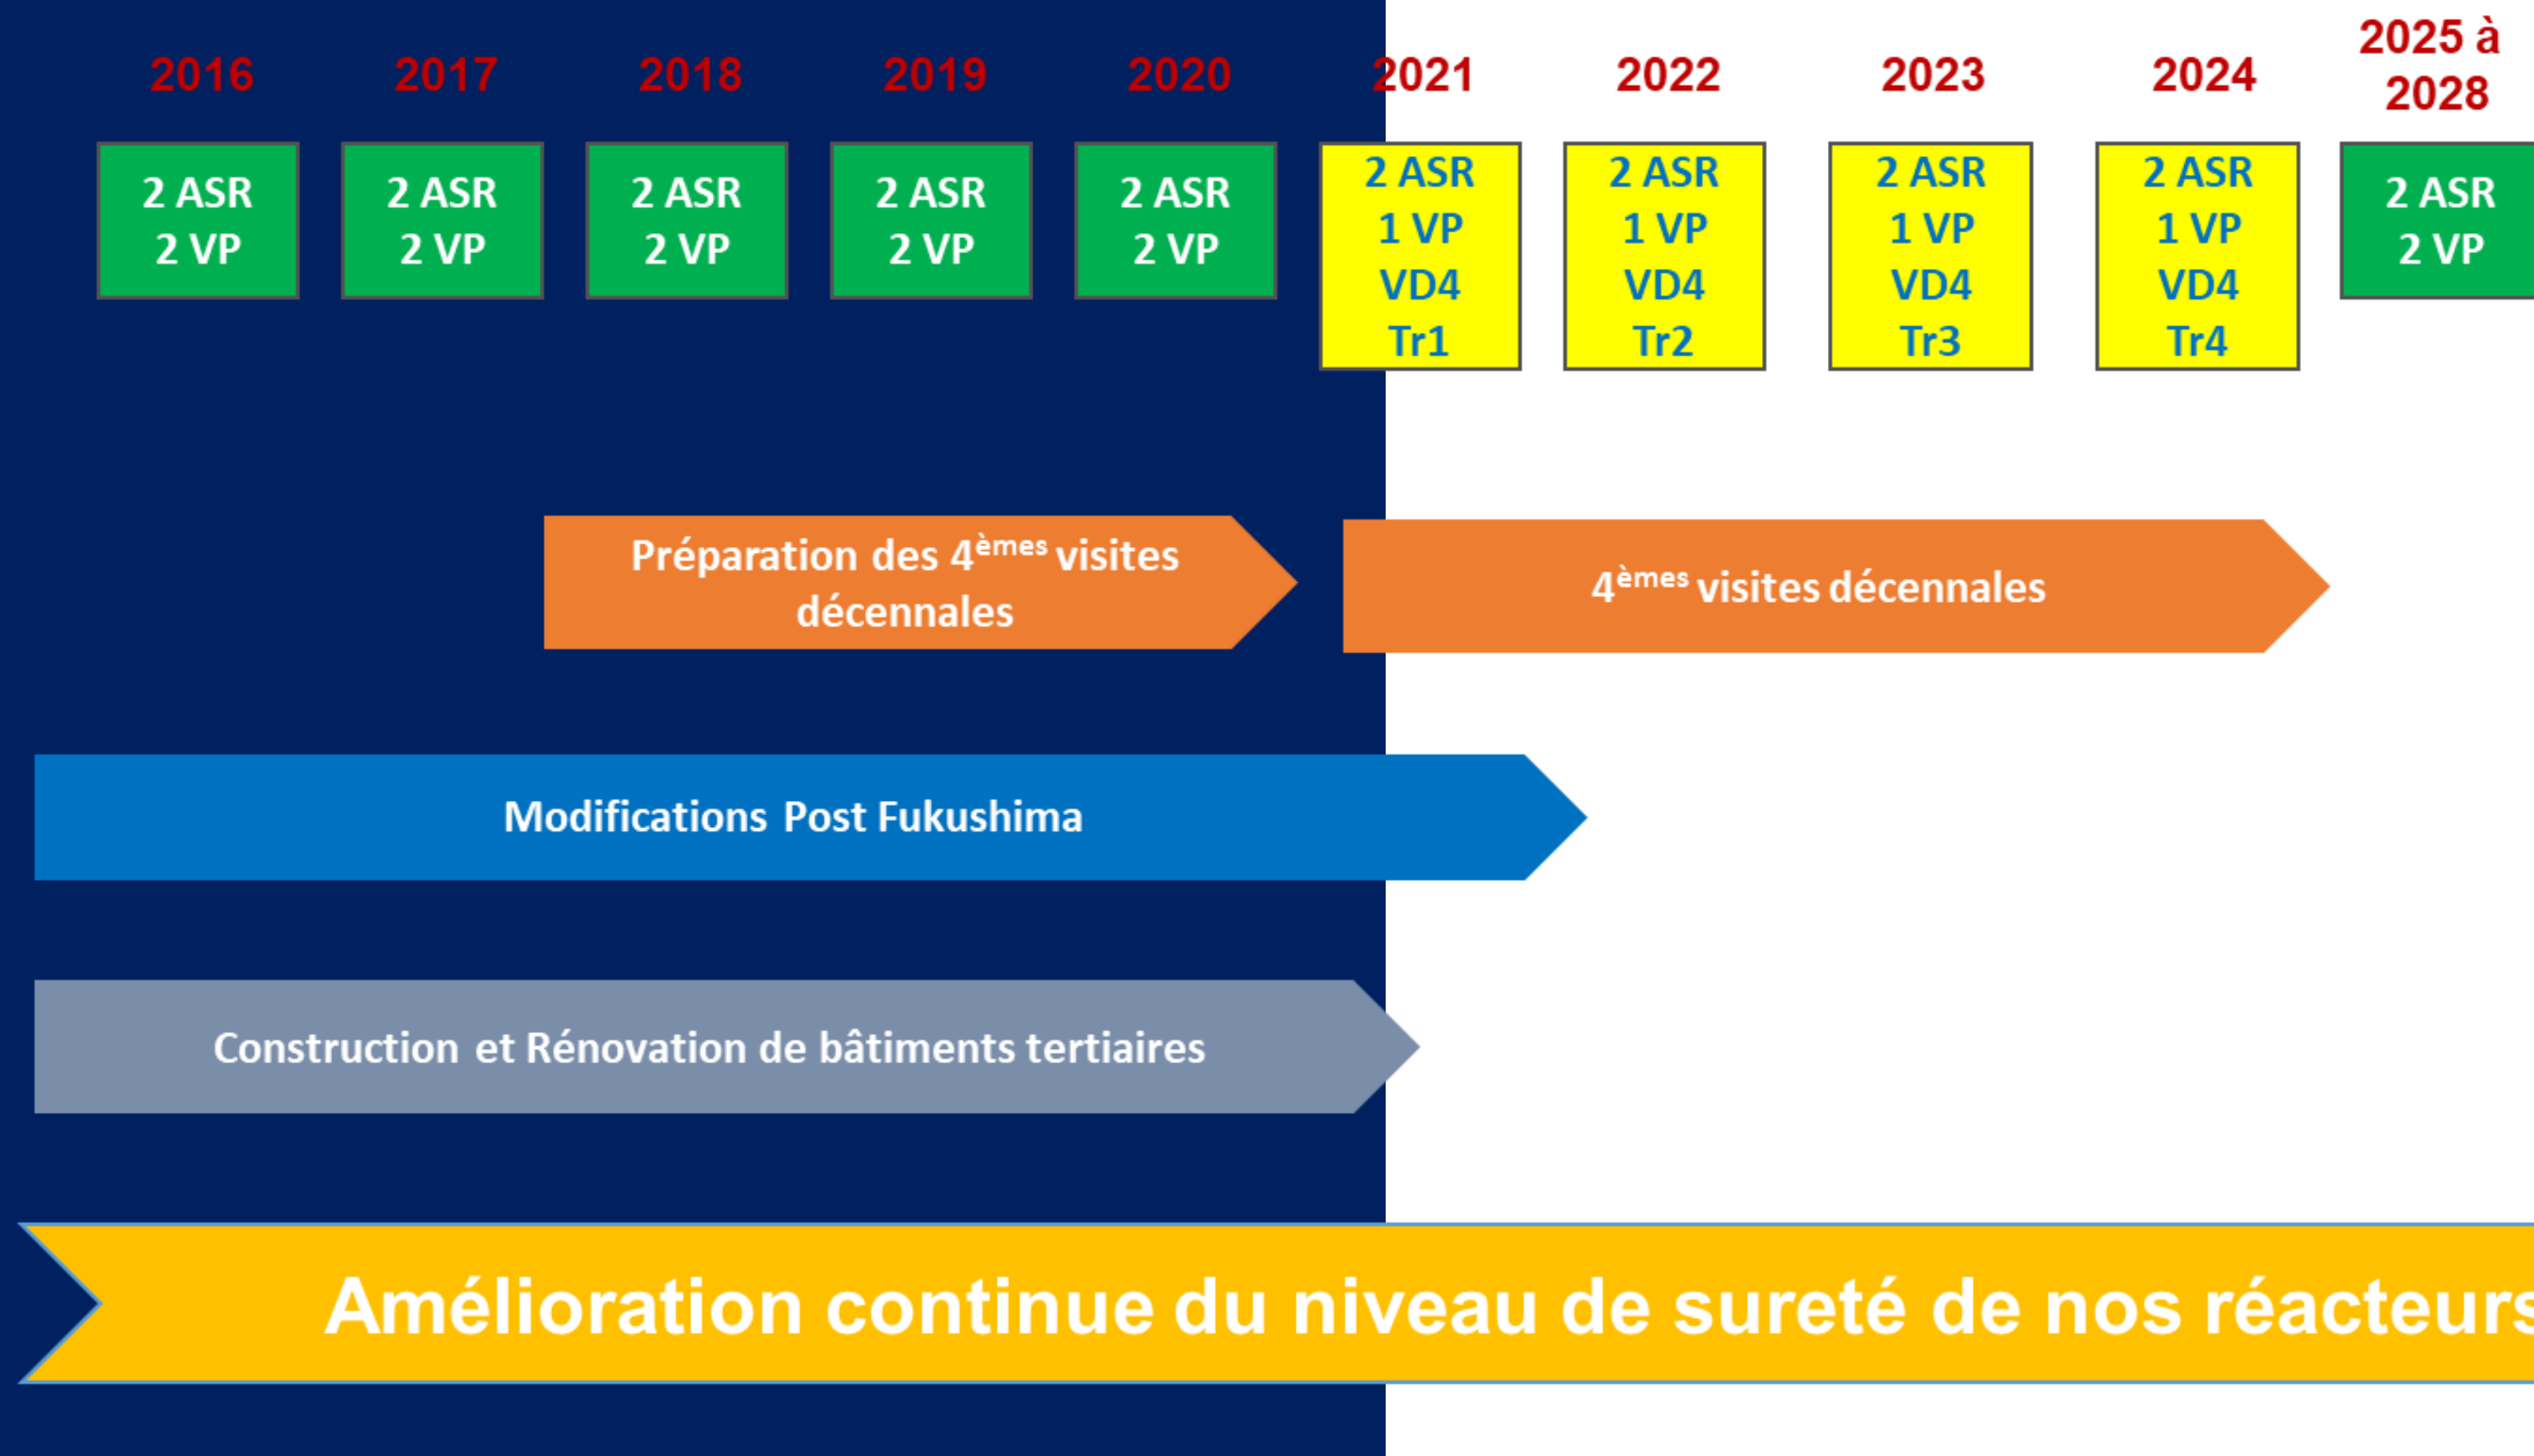 2016
2017
2018
2019
2020
2021
2022
2023
2024
2025 à
2028
2 ASR
2 VP
2 ASR
2 VP
2 ASR
2 VP
2 ASR
2 VP
2 ASR
2 VP
2 ASR
1 VP
VD4
Tr1
2 ASR
1 VP
VD4
Tr2
2 ASR
1 VP
VD4
Tr3
2 ASR
1 VP
VD4
Tr4
2 ASR
2 VP
Préparation des 4èmes visites
décennales
4èmes visites décennales
Modifications Post Fukushima
Construction et Rénovation de bâtiments tertiaires
Amélioration continue du niveau de sureté de nos réacteurs